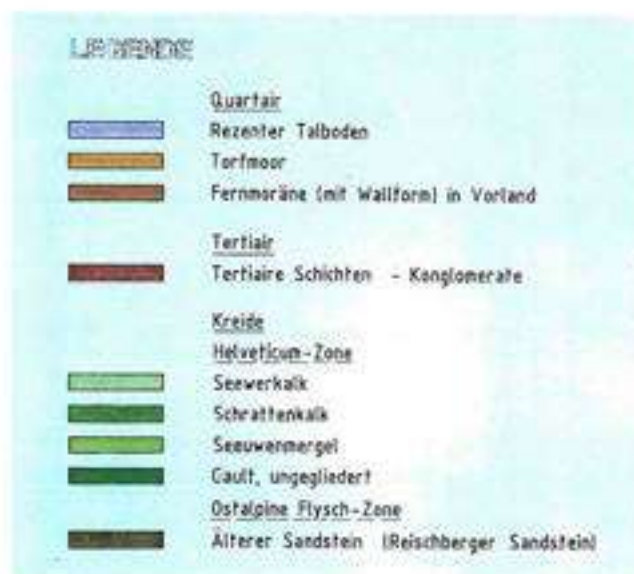 LEGENDE
Quartair
Rezenter Talboden
Torfmoor
Fernmoräne (mit Wallform) in Vorland
Tertiair
Tertiaire Schichten - Konglomerate
Kreide
Helveticum-Zone
Seewerkalk
Schrattenkalk
Seeuwenmergel
Gault, ungegliedert
Ostalpine Flysch-Zone
Älterer Sandstein (Reischberger Sandstein)